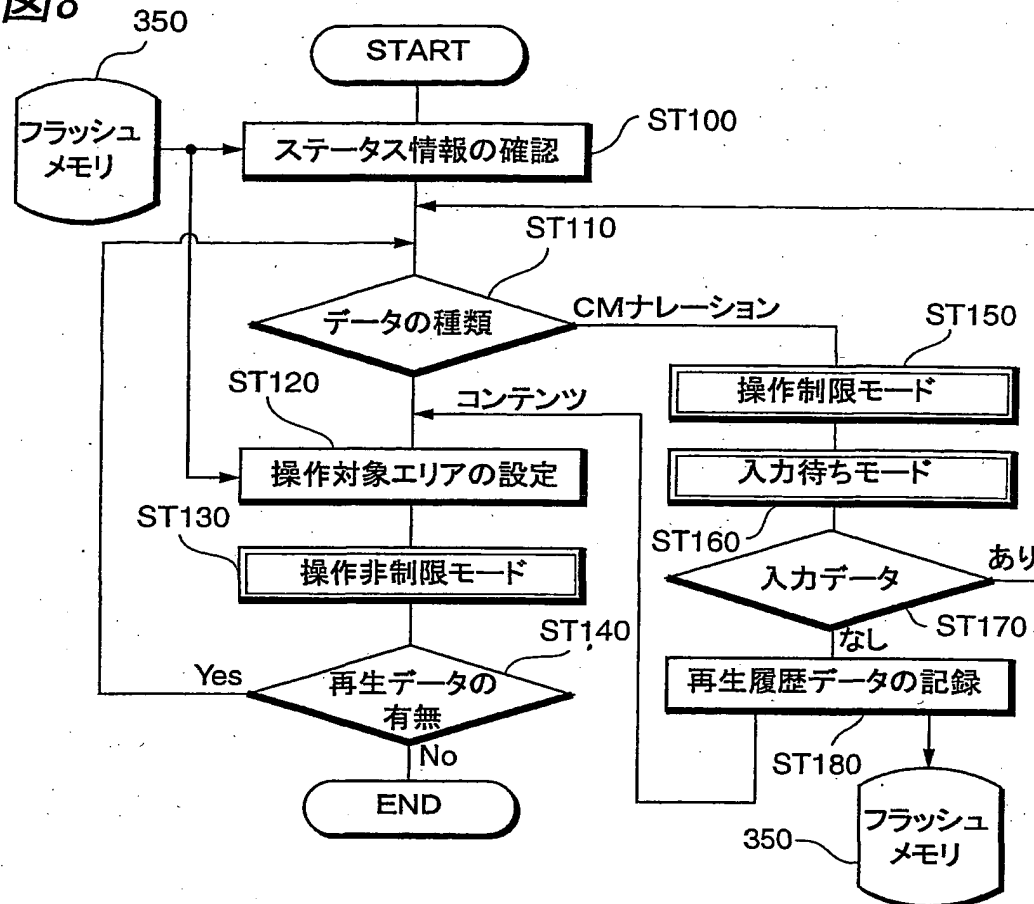 図8
350
START
フラッシュ
メモリ
ステータス情報の確認
ST100
ST110
データの種類
CMナレーション
ST150
操作制限モード
ST120
コンテンツ
操作対象エリアの設定
入力待ちモード
ST130
ST160
操作非制限モード
入力データ
あり
ST170
なし
ST140
Yes
再生データの
有無
再生履歴データの記録
No
ST180
END
フラッシュ
メモリ
350